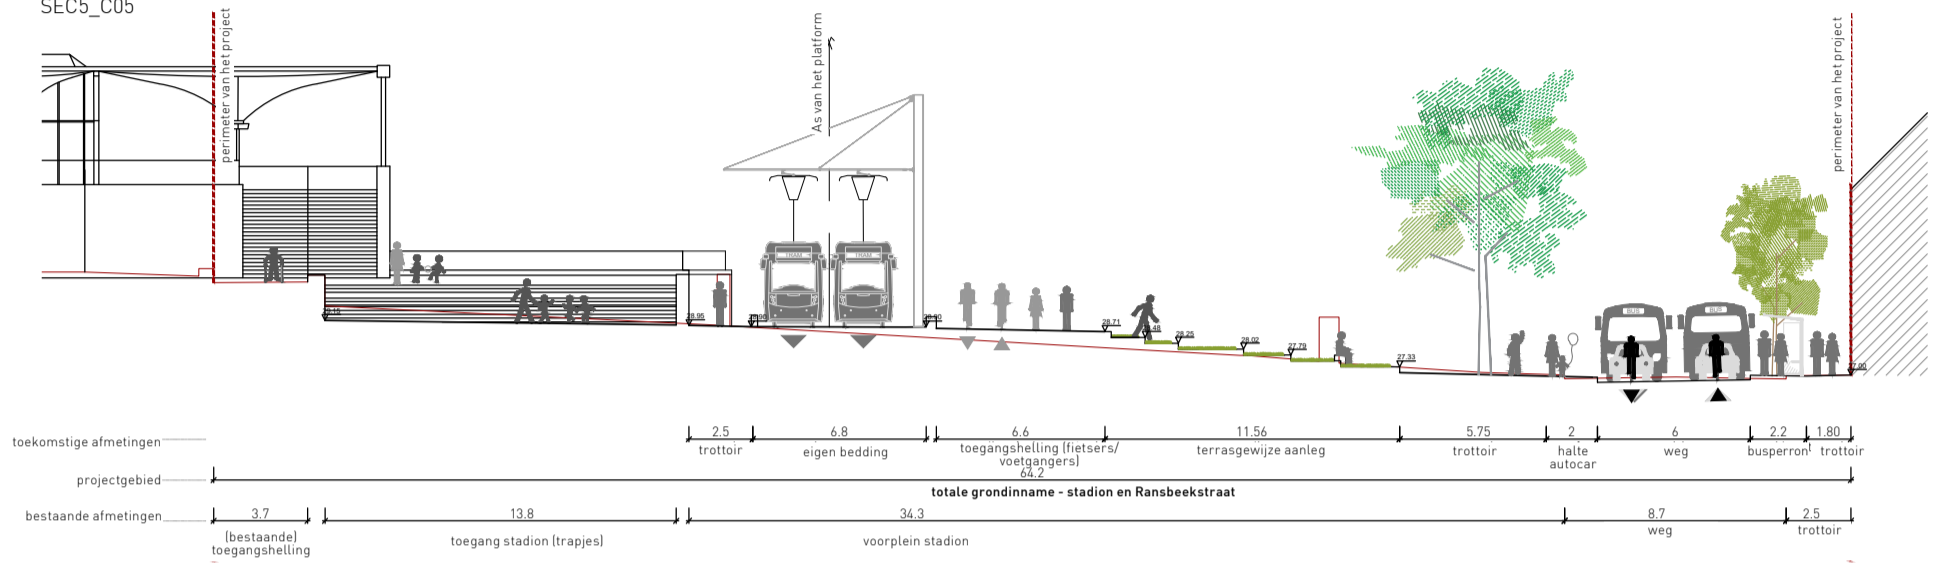 SEC5_C05
perimeter van het project
As van het platform
perimeter van het project
TRAM
TRAM
BUS
BUS
28.95
28.71
28.25
28.02
27.79
27.33
toekomstige afmetingen
2.5
6.8
6.6
11.56
5.75
2
6
2.2
1.80
trottoir
eigen bedding
toegangshelling (fietsers/
voetgangers)
terrasgewijze aanleg
trottoir
halte
autocar
weg
busperron
trottoir
projectgebied
64.2
totale grondinname - stadion en Ransbeekstraat
bestaande afmetingen
3.7
13.8
34.3
8.7
2.5
(bestaande)
toegangshelling
toegang stadion (trapjes)
voorplein stadion
weg
trottoir